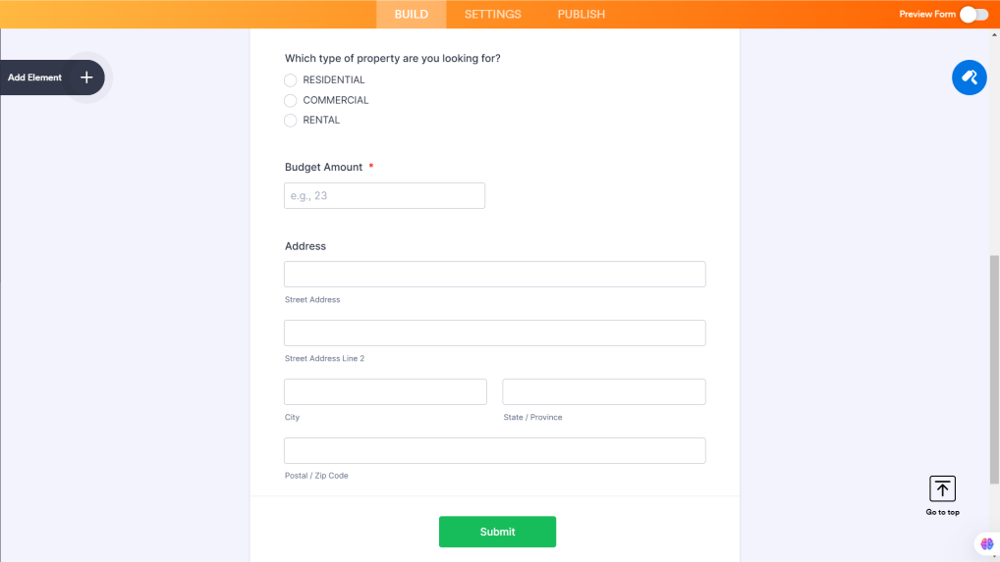 BUILD SETTINGS PUBLISH Preview Form
Add Element +
Which type of property are you looking for?
RESIDENTIAL
COMMERCIAL
RENTAL
Budget Amount *
e.g., 23
Address
Street Address
Street Address Line 2
City State / Province
Postal / Zip Code
Go to top
Submit